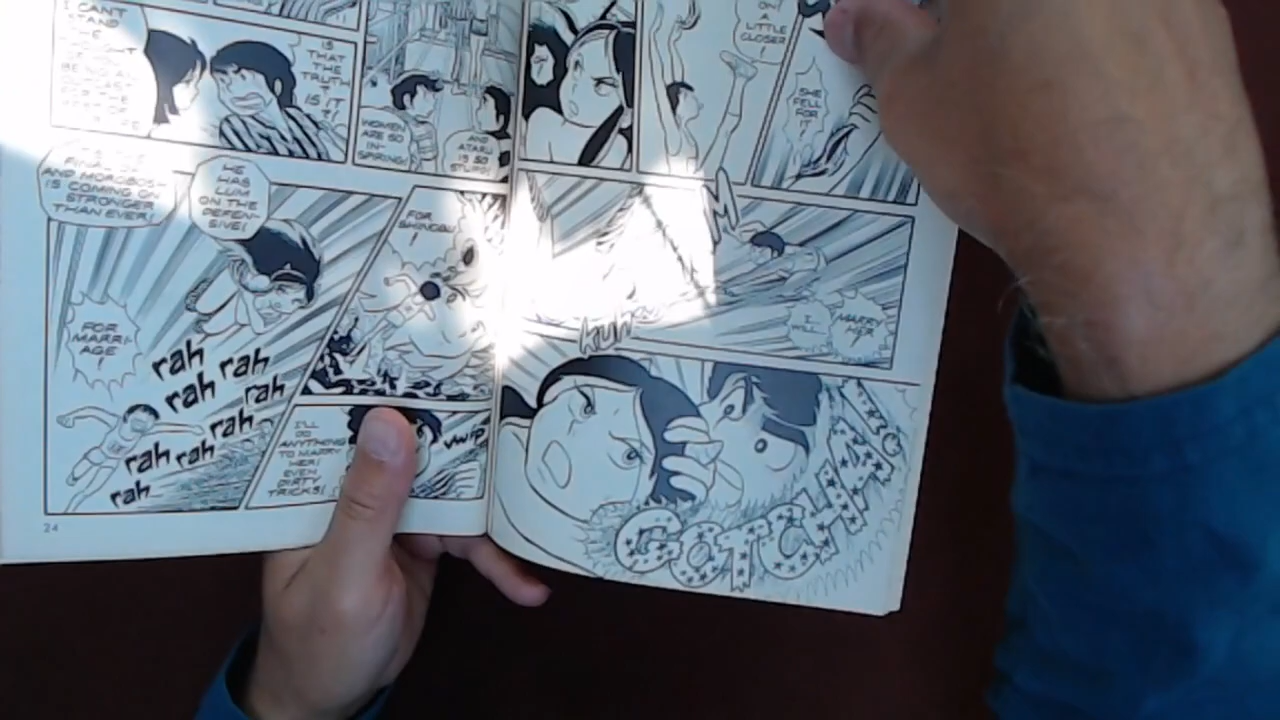 I CAN'T
STAND
THE
IS
THAT
THE
TRUTH
?
IS IT
?!
WOMEN
ARE SO
IN-
SPIRING!
AND
ATARU
IS SO
STUPID!
FINAL
AND MOROBOSHI
IS COMING ON
STRONGER
THAN EVER!
HE
HAS
LUM
ON THE
DEFEN-
SIVE!
FOR
MARRI-
AGE
!
rah
rah rah
rah rah
rah
rah rah
rah
FOR
SHINOBU
!
I'LL
DO
ANYTHING
TO MARRY
HER!
EVEN
DIRTY
TRICKS!
VWIP
24
ON!
A
LITTLE
CLOSER
!
SHE
FELL
FOR
IT
!
I
WILL...
MARRY
HER
KUH
GOTCHA!